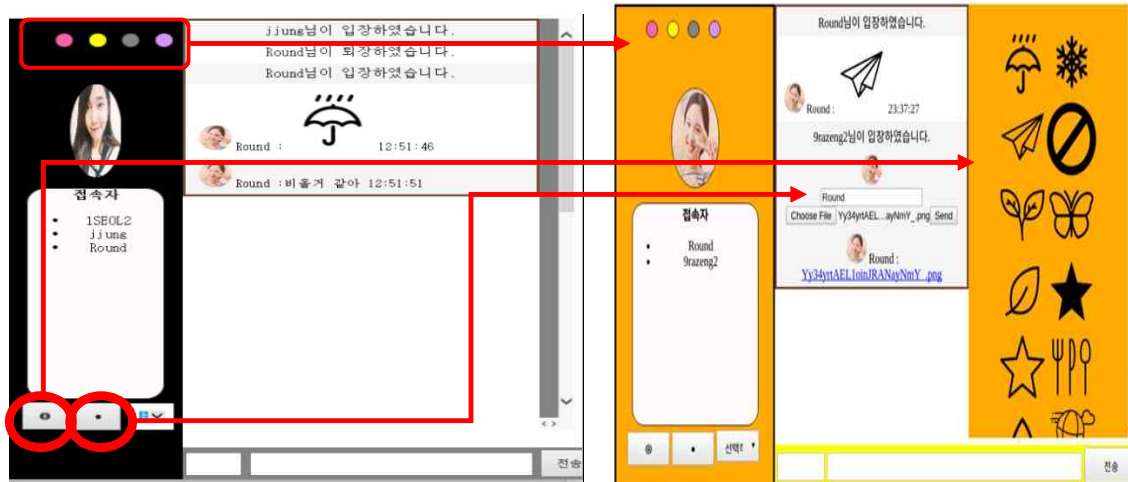 jjung님이 입장하였습니다.
Round님이 퇴장하였습니다.
Round님이 입장하였습니다.
Round : 12:51:46
Round :비올거 같아 12:51:51
접속자
1SEOL2
jjung
Round
전송
Round님이 입장하였습니다.
Round : 23:37:27
9razeng2님이 입장하였습니다.
Round
Choose File Yy34yrtAEL...ayNmY_.png Send
Round :
Yy34yrtAEL1oinJRANayNmY_.png
접속자
Round
9razeng2
전송